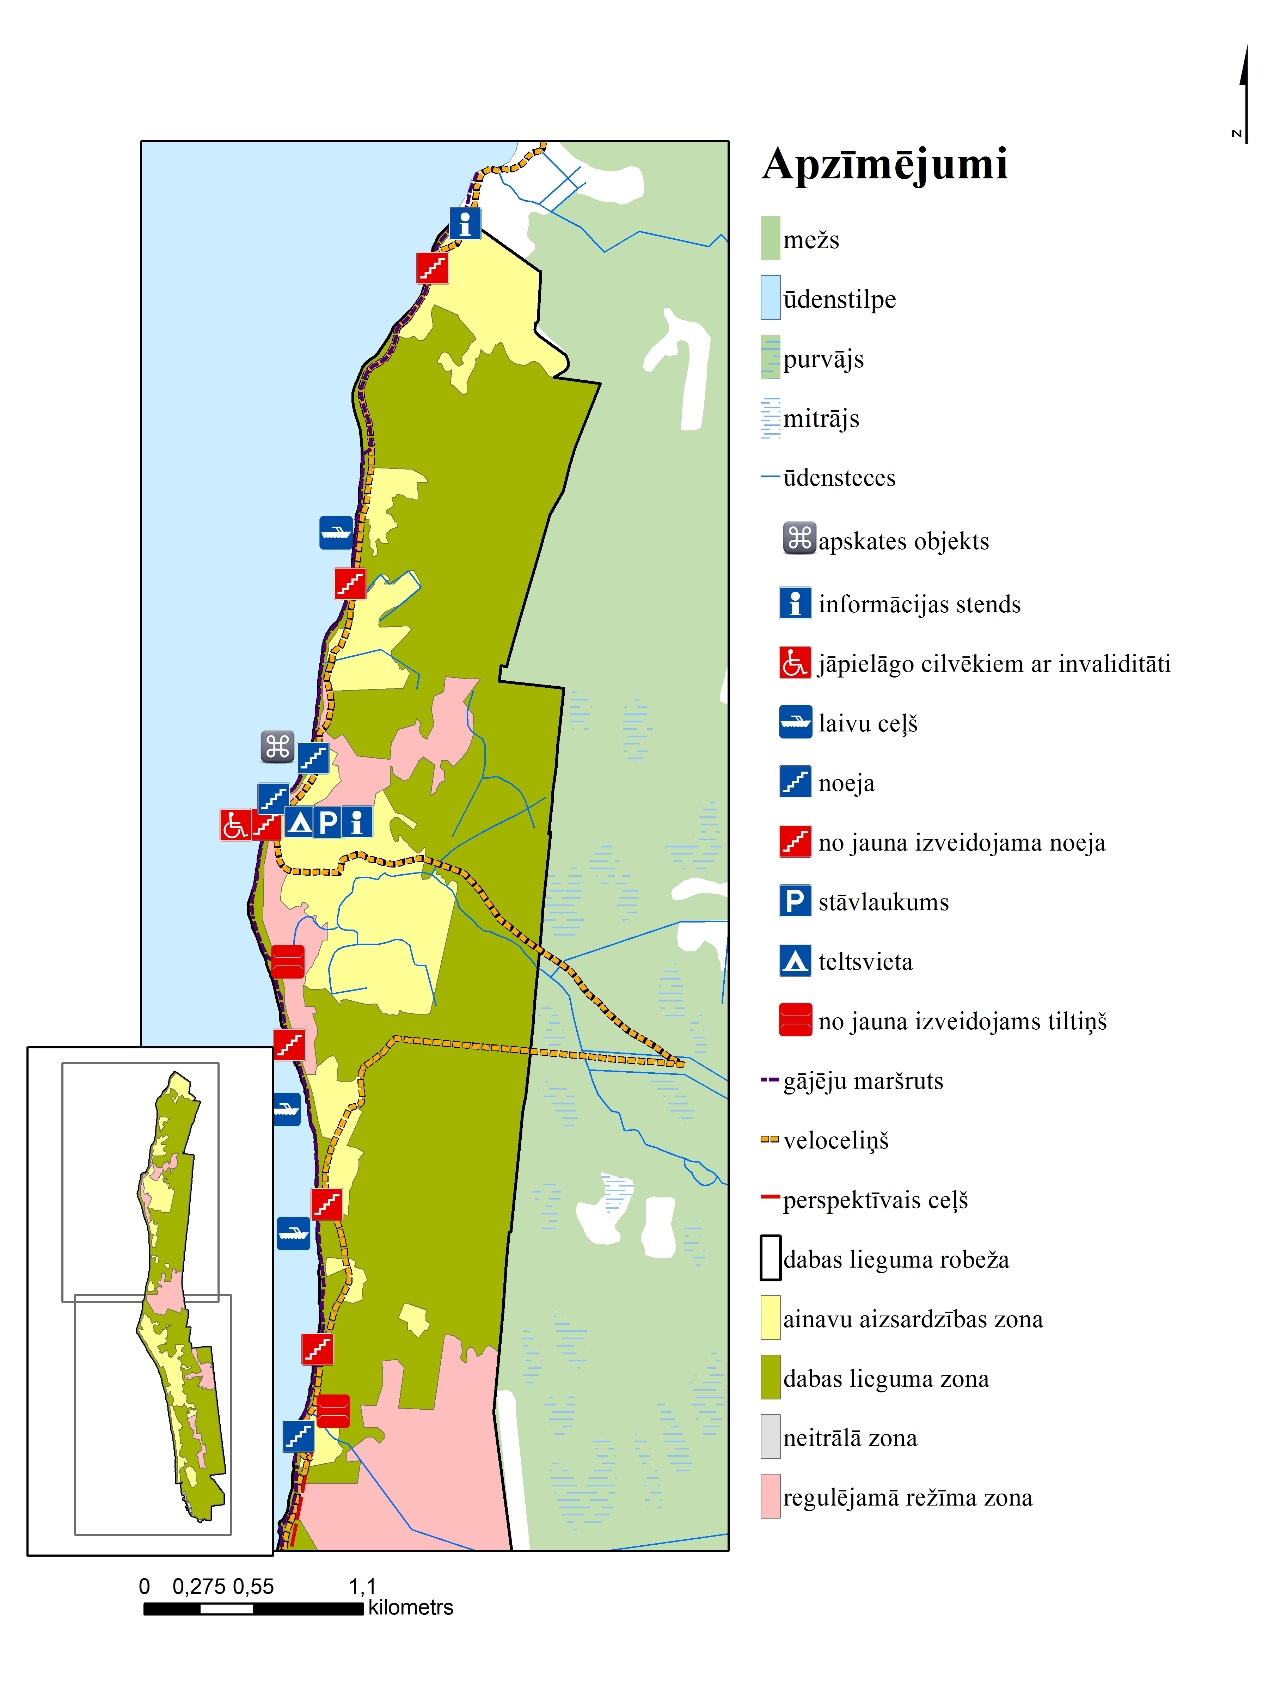 z
Apzīmējumi
mežs
ūdenstilpe
purvājs
mitrājs
ūdensteces
apskates objekts
informācijas stends
jāpielāgo cilvēkiem ar invaliditāti
laivu ceļš
noeja
no jauna izveidojama noeja
P stāvlaukums
teltsvieta
no jauna izveidojams tiltiņš
gājēju maršruts
veloceliņš
perspektīvais ceļš
dabas lieguma robeža
ainavu aizsardzības zona
dabas lieguma zona
neitrālā zona
regulējamā režīma zona
P
0 0,275 0,55 1,1
kilometrs